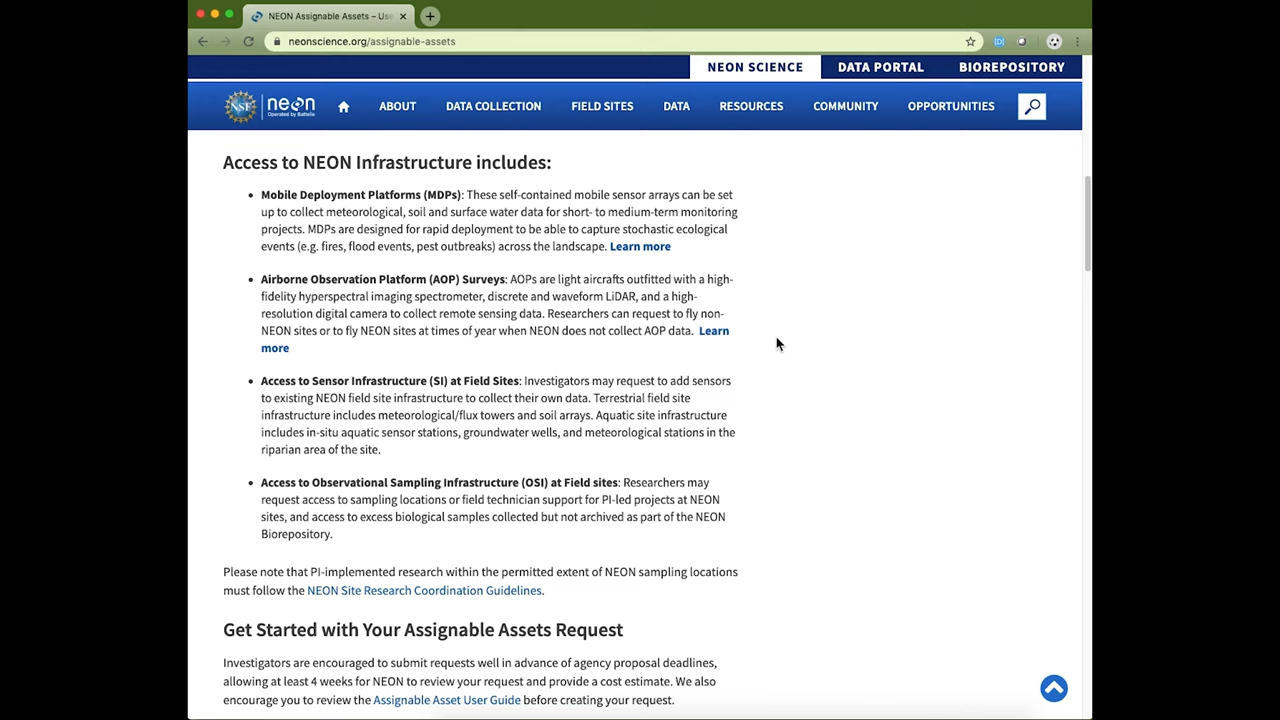 NEON Assignable Assets – Use
neonscience.org/assignable-assets
NEON SCIENCE
DATA PORTAL
BIOREPOSITORY
NSF
neon
Operated by Battelle
ABOUT
DATA COLLECTION
FIELD SITES
DATA
RESOURCES
COMMUNITY
OPPORTUNITIES
Access to NEON Infrastructure includes:
• Mobile Deployment Platforms (MDPs): These self-contained mobile sensor arrays can be set
up to collect meteorological, soil and surface water data for short- to medium-term monitoring
projects. MDPs are designed for rapid deployment to be able to capture stochastic ecological
events (e.g. fires, flood events, pest outbreaks) across the landscape. Learn more
• Airborne Observation Platform (AOP) Surveys: AOPs are light aircrafts outfitted with a high-
fidelity hyperspectral imaging spectrometer, discrete and waveform LiDAR, and a high-
resolution digital camera to collect remote sensing data. Researchers can request to fly non-
NEON sites or to fly NEON sites at times of year when NEON does not collect AOP data. Learn
more
• Access to Sensor Infrastructure (SI) at Field Sites: Investigators may request to add sensors
to existing NEON field site infrastructure to collect their own data. Terrestrial field site
infrastructure includes meteorological/flux towers and soil arrays. Aquatic site infrastructure
includes in-situ aquatic sensor stations, groundwater wells, and meteorological stations in the
riparian area of the site.
• Access to Observational Sampling Infrastructure (OSI) at Field sites: Researchers may
request access to sampling locations or field technician support for PI-led projects at NEON
sites, and access to excess biological samples collected but not archived as part of the NEON
Biorepository.
Please note that PI-implemented research within the permitted extent of NEON sampling locations
must follow the NEON Site Research Coordination Guidelines.
Get Started with Your Assignable Assets Request
Investigators are encouraged to submit requests well in advance of agency proposal deadlines,
allowing at least 4 weeks for NEON to review your request and provide a cost estimate. We also
encourage you to review the Assignable Asset User Guide before creating your request.